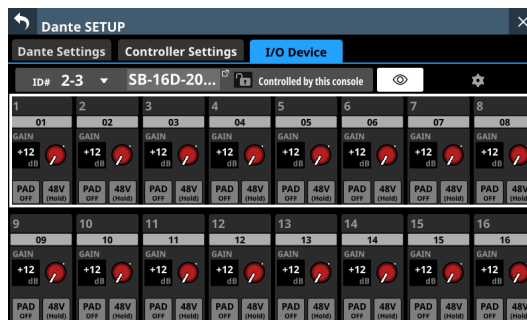 Dante SETUP
Dante Settings Controller Settings I/O Device
ID# 2-3 SB-16D-20... Controlled by this console
1 2 3 4 5 6 7 8
01 02 03 04 05 06 07 08
GAIN GAIN GAIN GAIN GAIN GAIN GAIN GAIN
+12 +12 +12 +12 +12 +12 +12 +12
dB dB dB dB dB dB dB dB
PAD 48V PAD 48V PAD 48V PAD 48V PAD 48V PAD 48V PAD 48V PAD 48V
OFF (Hold) OFF (Hold) OFF (Hold) OFF (Hold) OFF (Hold) OFF (Hold) OFF (Hold) OFF (Hold)
9 10 11 12 13 14 15 16
09 10 11 12 13 14 15 16
GAIN GAIN GAIN GAIN GAIN GAIN GAIN GAIN
+12 +12 +12 +12 +12 +12 +12 +12
dB dB dB dB dB dB dB dB
PAD 48V PAD 48V PAD 48V PAD 48V PAD 48V PAD 48V PAD 48V PAD 48V
OFF (Hold) OFF (Hold) OFF (Hold) OFF (Hold) OFF (Hold) OFF (Hold) OFF (Hold) OFF (Hold)